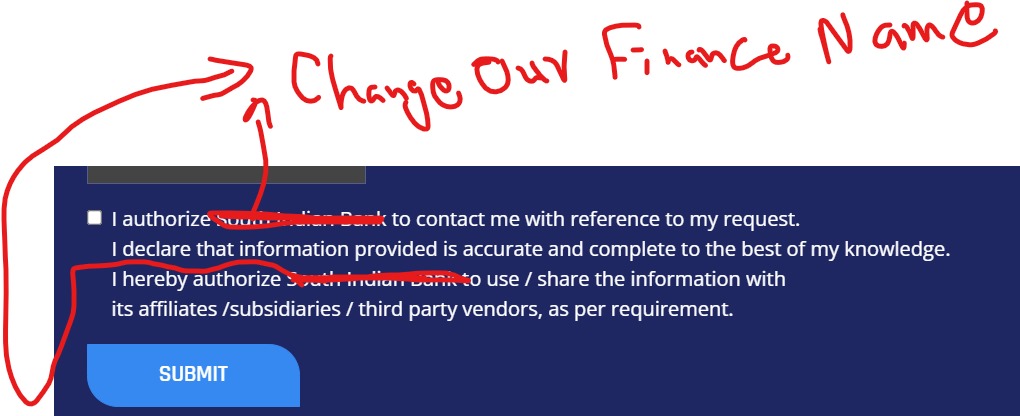 Change Our Finance Name
I authorize South Indian Bank to contact me with reference to my request.
I declare that information provided is accurate and complete to the best of my knowledge.
I hereby authorize South Indian Bank to use / share the information with
its affiliates /subsidiaries / third party vendors, as per requirement.
SUBMIT